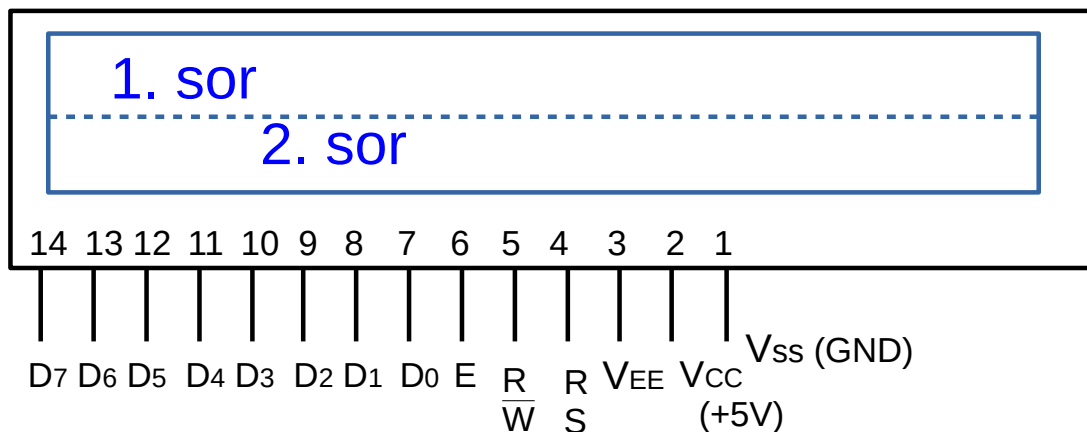 1. sor
2. sor
14 13 12 11 10 9 8 7 6 5 4 3 2 1
D7 D6 D5 D4 D3 D2 D1 D0 E R/W̅ RS VEE VCC (+5V) VSS (GND)